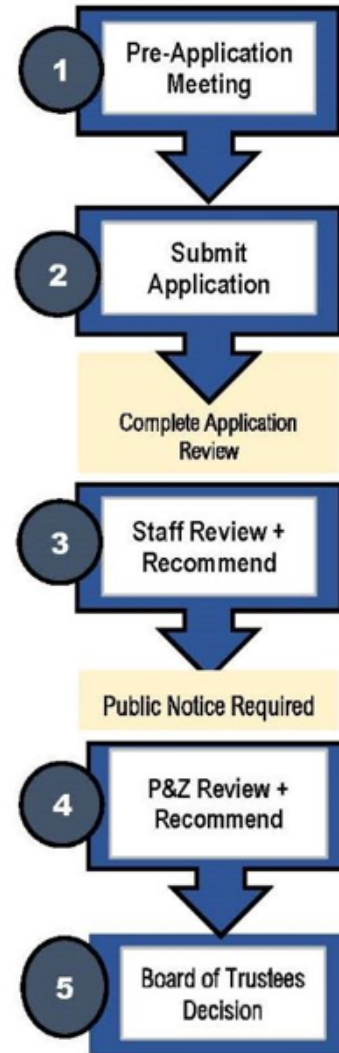 1
Pre-Application
Meeting
2
Submit
Application
Complete Application
Review
3
Staff Review +
Recommend
Public Notice Required
4
P&Z Review +
Recommend
5
Board of Trustees
Decision